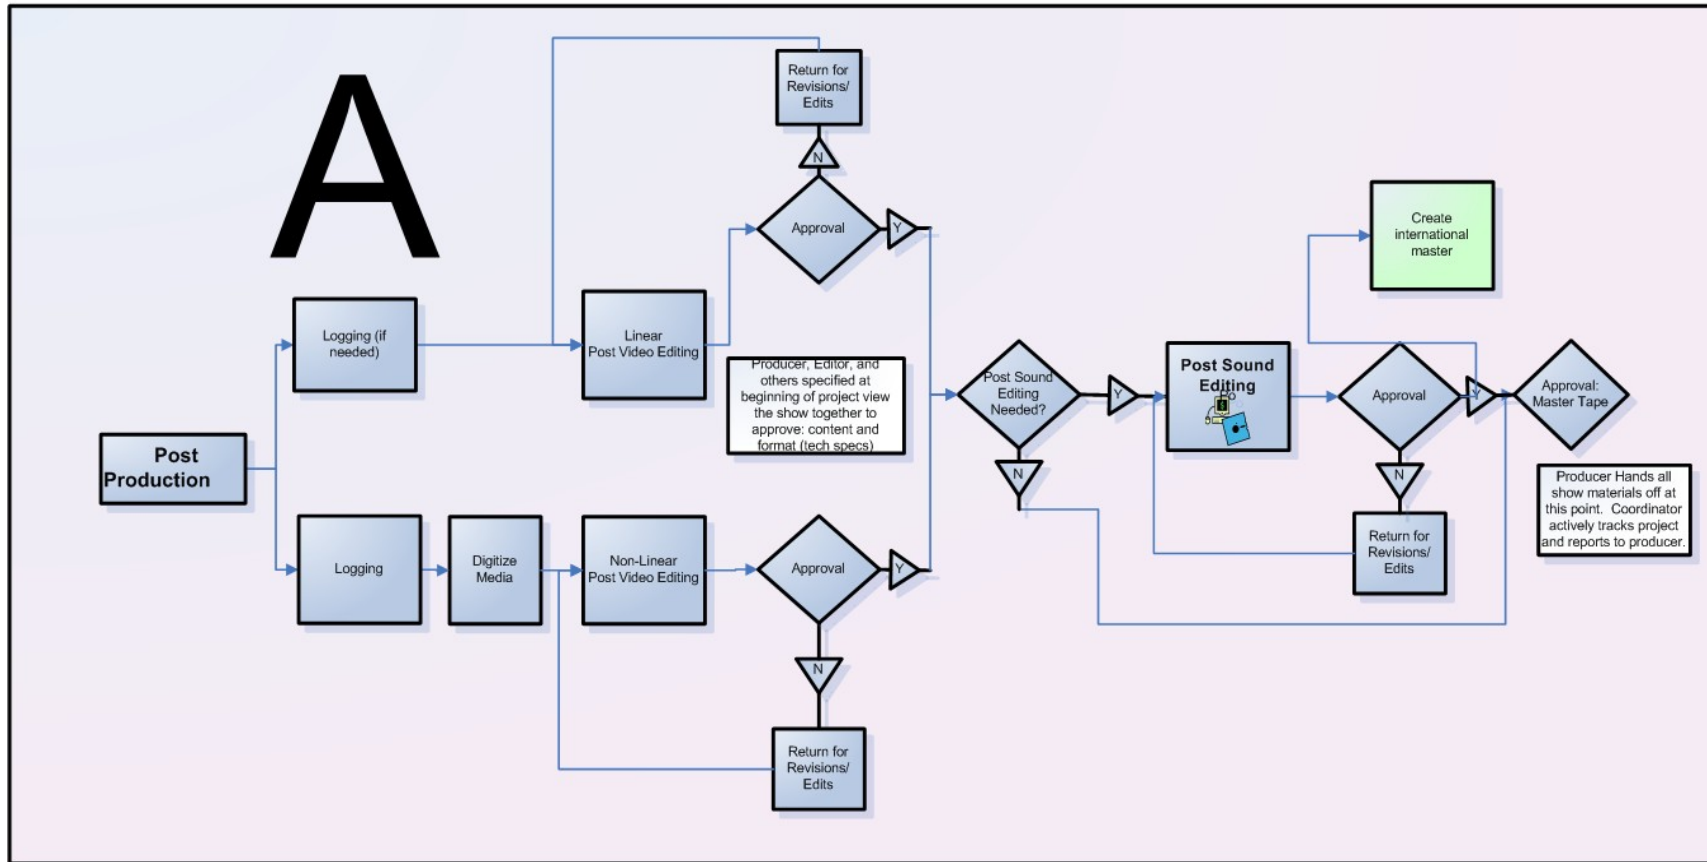 A
Return for
Revisions/
Edits
N
Approval
Y
Create
international
master
Logging (if
needed)
Linear
Post Video Editing
Producer, Editor, and
others specified at
beginning of project view
the show together to
approve: content and
format (tech specs)
Post Sound
Editing
Needed?
Y
N
Post Sound
Editing
Approval
Y
Approval:
Master Tape
N
Return for
Revisions/
Edits
Producer Hands all
show materials off at
this point. Coordinator
actively tracks project
and reports to producer.
Post
Production
Logging
Digitize
Media
Non-Linear
Post Video Editing
Approval
Y
N
Return for
Revisions/
Edits